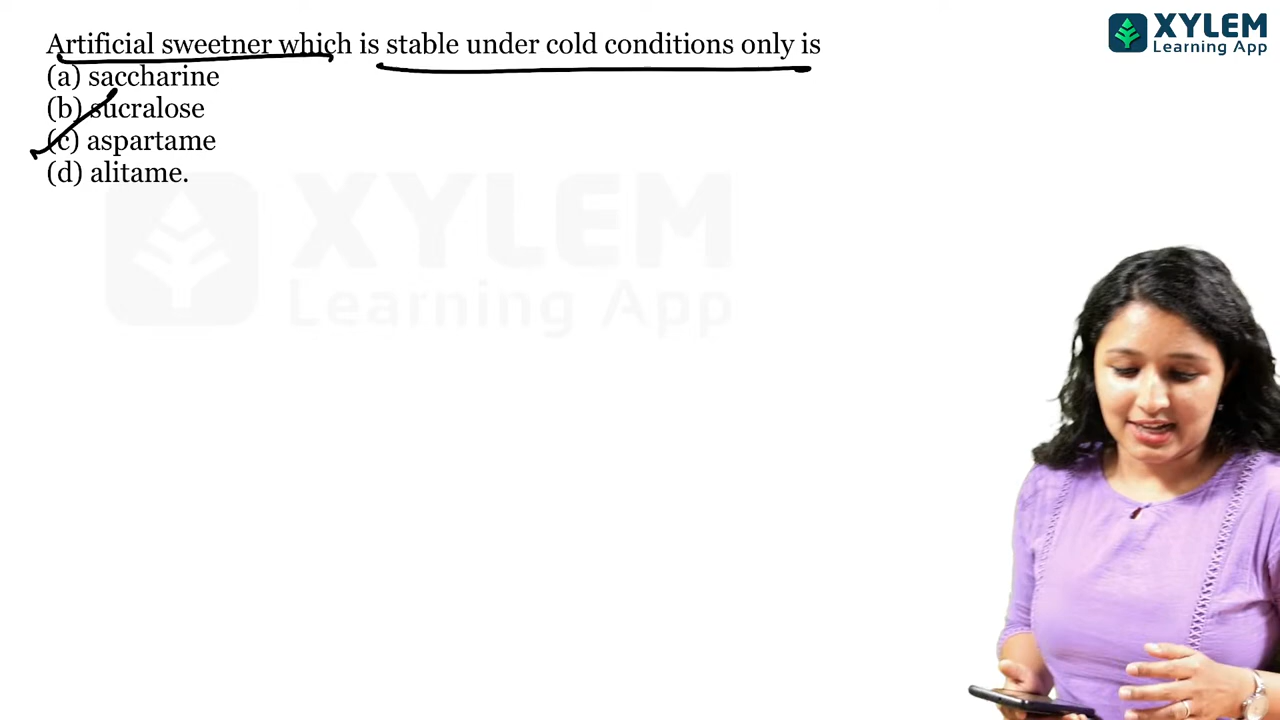 XYLEM
Learning App
Artificial sweetner which is stable under cold conditions only is
(a) saccharine
(b) sucralose
(c) aspartame
(d) alitame.
XYLEM
Learning App